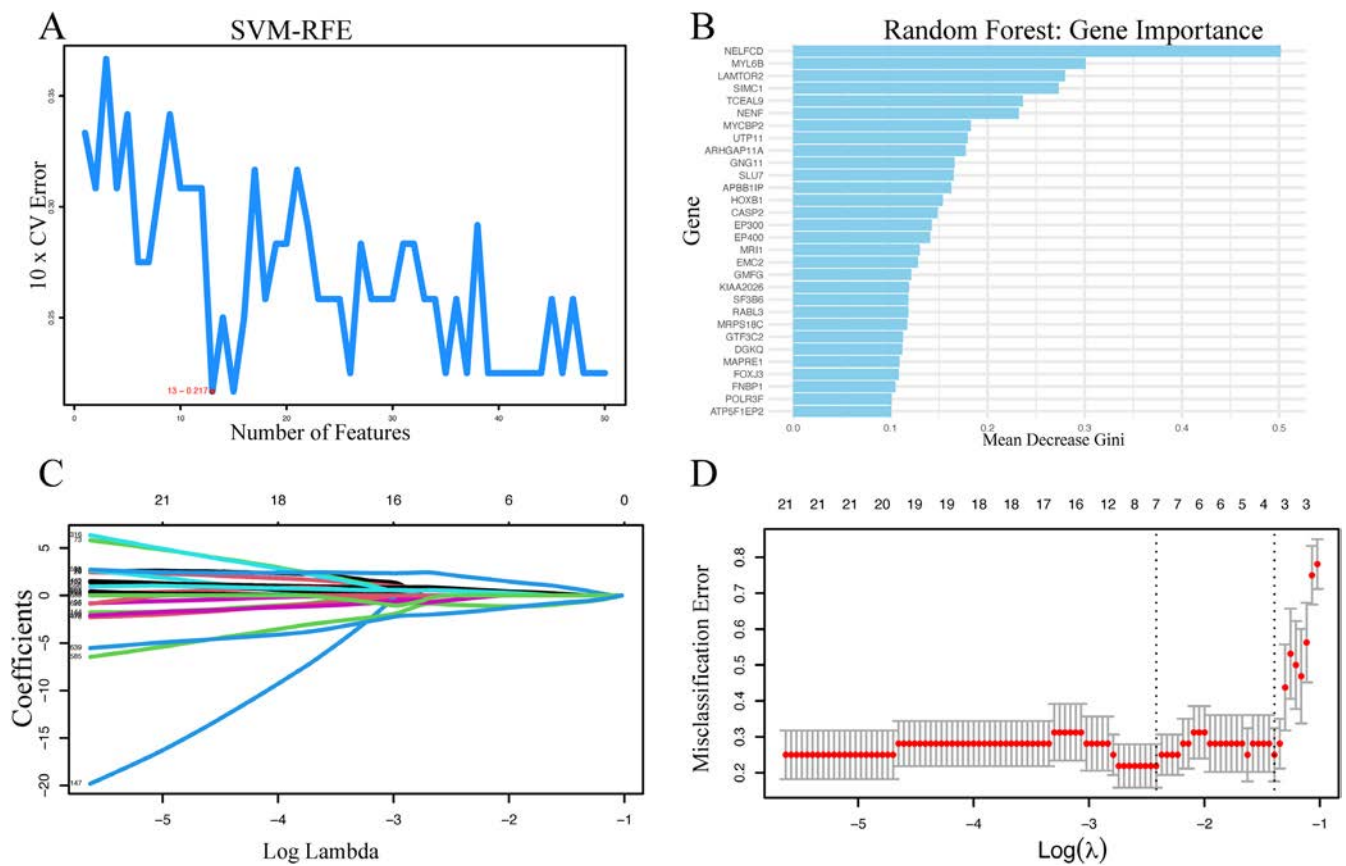 A
SVM-RFE
10 x CV Error
0.35
0.30
0.25
13 - 0.217
0 10 20 30 40 50
Number of Features
B
Random Forest: Gene Importance
Gene
NELFCD
MYL6B
LAMTOR2
SIMC1
TCEAL9
NENF
MYCBP2
UTP11
ARHGAP11A
GNG11
SLU7
APBB1IP
HOXB1
CASP2
EP300
EP400
MRI1
EMC2
GMFG
KIAA2026
SF3B6
RABL3
MRPS18C
GTF3C2
DGKQ
MAPRE1
FOXJ3
FNBP1
POLR3F
ATP5F1EP2
0.0 0.1 0.2 0.3 0.4 0.5
Mean Decrease Gini
C
21 18 16 6 0
Coefficients
5
0
−5
−10
−15
−20
639
585
147
−5 −4 −3 −2 −1
Log Lambda
D
21 21 21 20 19 19 18 18 17 16 12 8 7 7 6 5 4 3 3
Misclassification Error
0.8
0.7
0.6
0.5
0.4
0.3
0.2
−5 −4 −3 −2 −1
Log(λ)